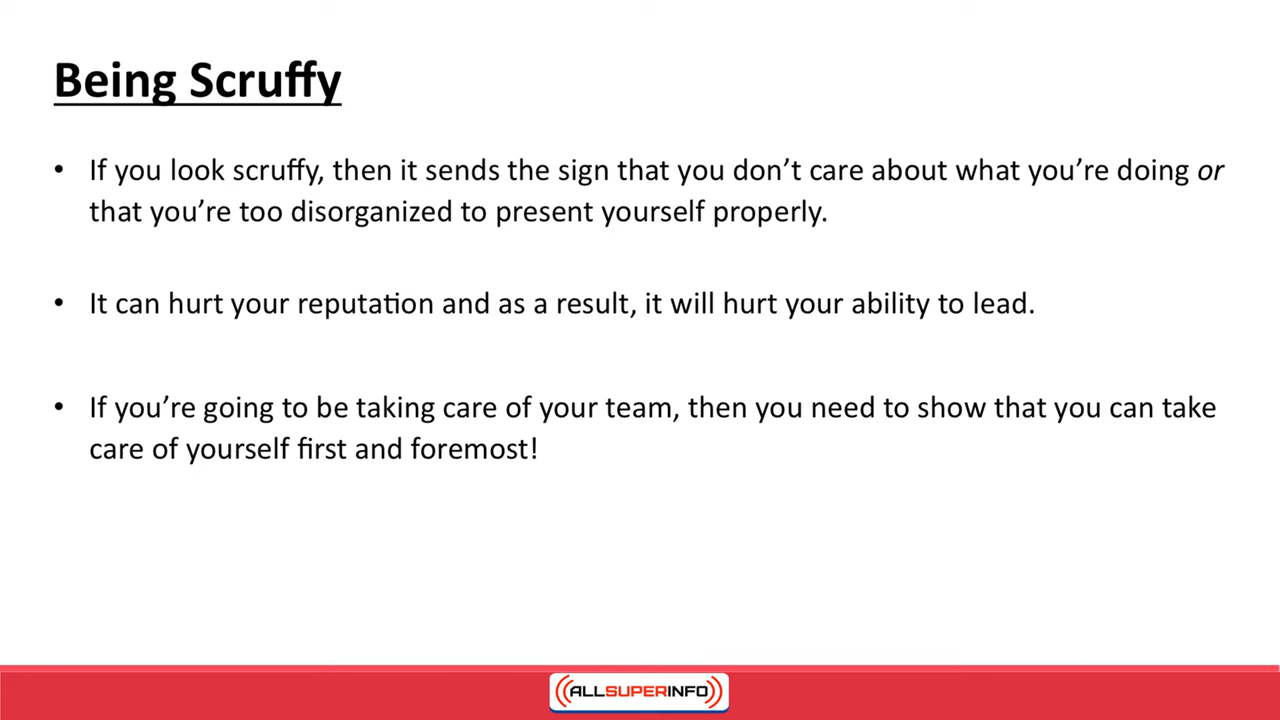 Being Scruffy
• If you look scruffy, then it sends the sign that you don’t care about what you’re doing or
that you’re too disorganized to present yourself properly.
• It can hurt your reputation and as a result, it will hurt your ability to lead.
• If you’re going to be taking care of your team, then you need to show that you can take
care of yourself first and foremost!
ALLSUPERINFO